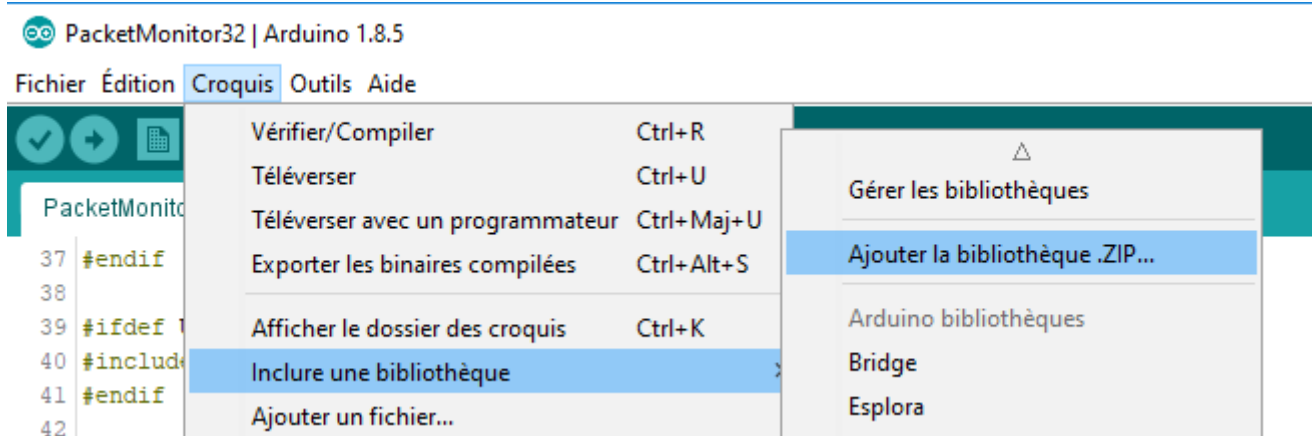 PacketMonitor32 | Arduino 1.8.5
Fichier Édition Croquis Outils Aide
Vérifier/Compiler Ctrl+R
Téléverser Ctrl+U
Téléverser avec un programmateur Ctrl+Maj+U
Exporter les binaires compilées Ctrl+Alt+S
Afficher le dossier des croquis Ctrl+K
Inclure une bibliothèque
Ajouter un fichier...
Gérer les bibliothèques
Ajouter la bibliothèque .ZIP...
Arduino bibliothèques
Bridge
Esplora
PacketMonito
37 #endif
38
39 #ifdef
40 #include
41 #endif
42